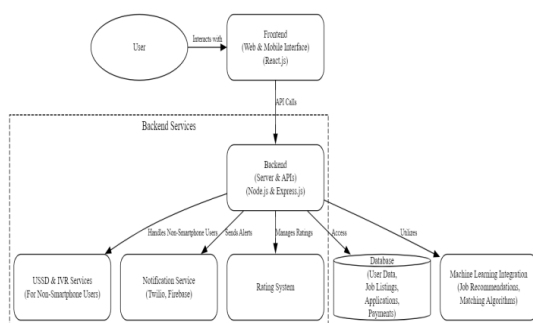 User
Interacts with
Frontend
(Web & Mobile Interface)
(React.js)
API Calls
Backend Services
Backend
(Server & APIs)
(Node.js & Express.js)
Handles Non-Smartphone Users
Sends Alerts
Manages Ratings
Access
Utilizes
USSD & IVR Services
(For Non-Smartphone Users)
Notification Service
(Twilio, Firebase)
Rating System
Database
(User Data,
Job Listings,
Applications,
Payments)
Machine Learning Integration
(Job Recommendations,
Matching Algorithms)